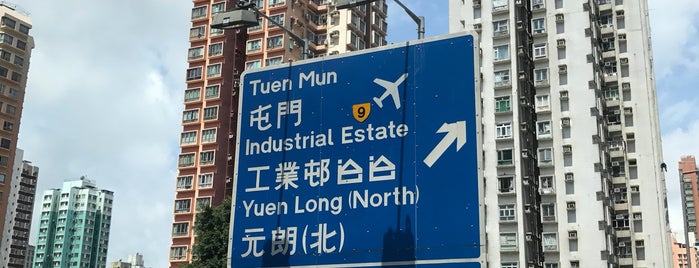 Tuen Mun
屯門
9
Industrial Estate
工業邨
Yuen Long (North)
元朗(北)